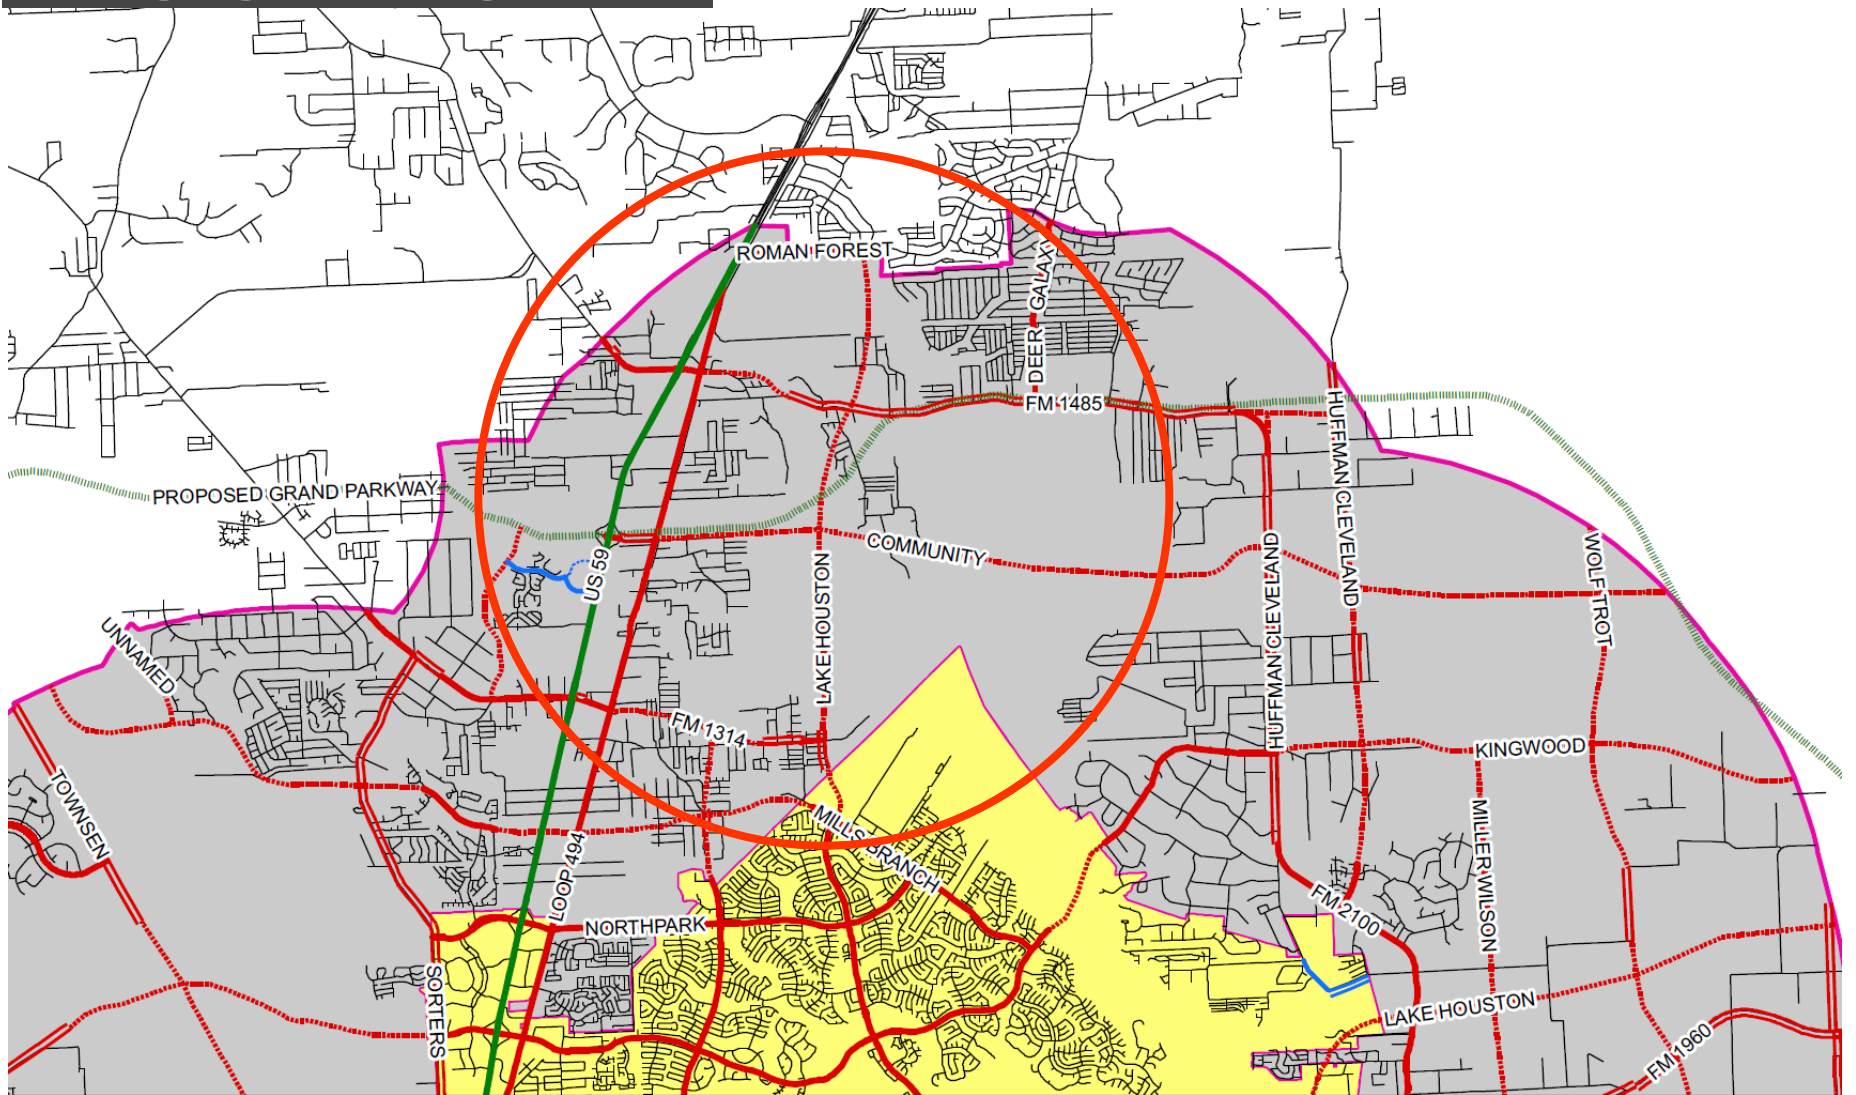 ROMAN FOREST
DEER GALAXY
FM 1485
PROPOSED GRAND PARKWAY
HUFFMAN CLEVELAND
COMMUNITY
US 59
WOLF TROT
HUFFMAN CLEVELAND
LAKE HOUSTON
UNNAMED
FM 1314
KINGWOOD
TOWNSEN
MILLS BRANCH
MILLER WILSON
LOOP 494
NORTHPARK
FM 2100
SORTERS
LAKE HOUSTON
FM 1960